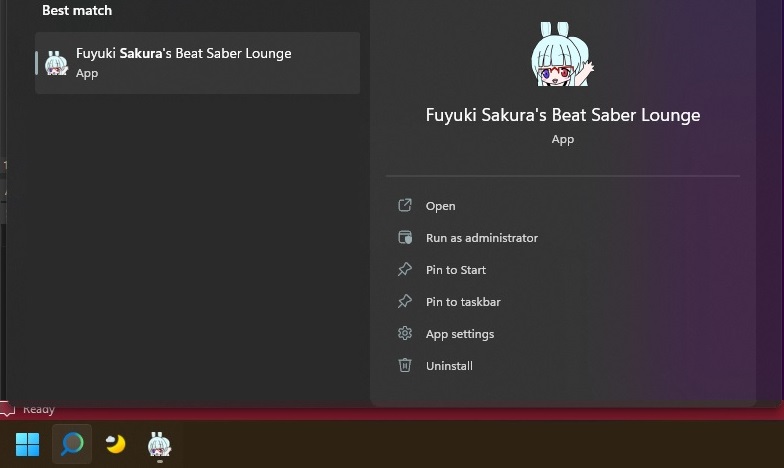 Best match
Fuyuki Sakura's Beat Saber Lounge
App
Fuyuki Sakura's Beat Saber Lounge
App
Open
Run as administrator
Pin to Start
Pin to taskbar
App settings
Uninstall
Ready